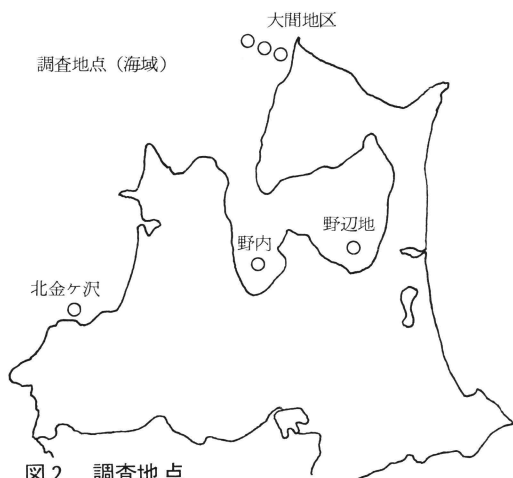 大間地区
調査地点（海域）
野内
野辺地
北金ヶ沢
図2 調査地点